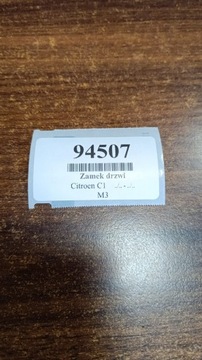 94507
Zamek drzwi
Citroen C1
M3